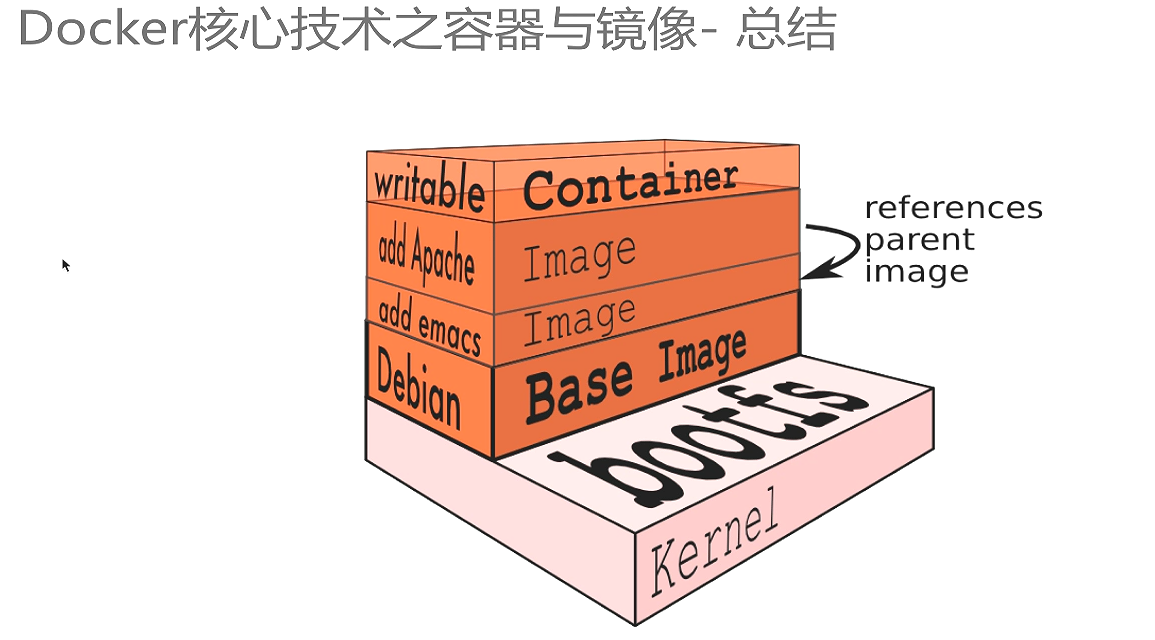 Docker核心技术之容器与镜像- 总结
writable Container
add Apache Image
add emacs Image
Debian Base Image
references
parent
image
bootfs
Kernel